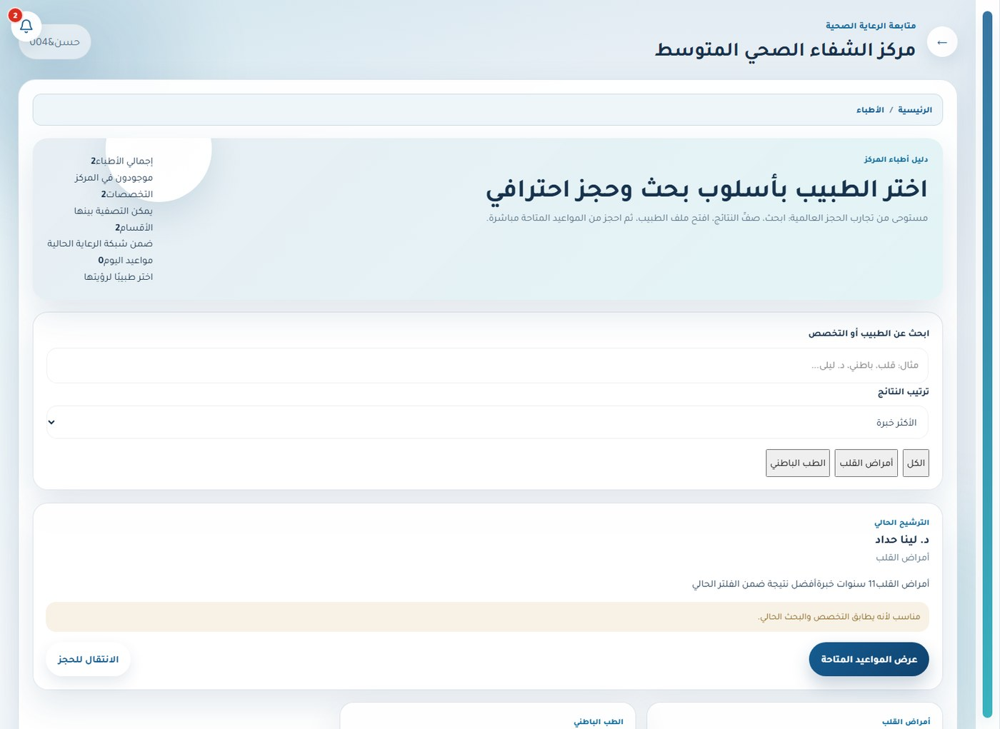 2
حسن&004
متابعة الرعاية الصحية
مركز الشفاء الصحي المتوسط
←
الرئيسية / الأطباء
دليل أطباء المركز
اختر الطبيب بأسلوب بحث وحجز احترافي
مستوحى من تجارب الحجز العالمية: ابحث، صفِّ النتائج، افتح ملف الطبيب، ثم احجز من المواعيد المتاحة مباشرة.
إجمالي الأطباء2
موجودون في المركز
التخصصات2
يمكن التصفية بينها
الأقسام2
ضمن شبكة الرعاية الحالية
مواعيد اليوم0
اختر طبيبًا لرؤيتها
ابحث عن الطبيب أو التخصص
مثال: قلب، باطني، د. ليلى...
ترتيب النتائج
الأكثر خبرة
الكل
أمراض القلب
الطب الباطني
الترشيح الحالي
د. لينا حداد
أمراض القلب
أمراض القلب11 سنوات خبرةأفضل نتيجة ضمن الفلتر الحالي
مناسب لأنه يطابق التخصص والبحث الحالي.
عرض المواعيد المتاحة
الانتقال للحجز
أمراض القلب
الطب الباطني